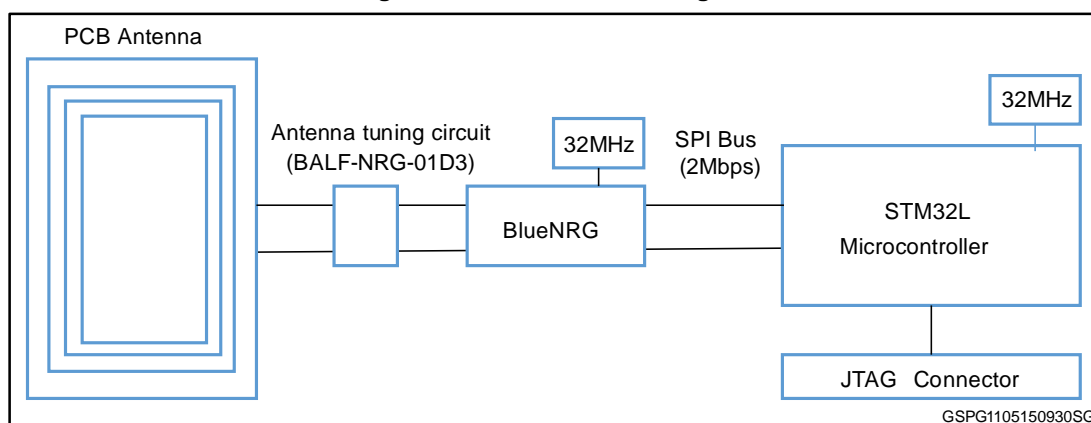 PCB Antenna
Antenna tuning circuit
(BALF-NRG-01D3)
32MHz
BlueNRG
SPI Bus
(2Mbps)
32MHz
STM32L
Microcontroller
JTAG Connector
GSPG1105150930SG